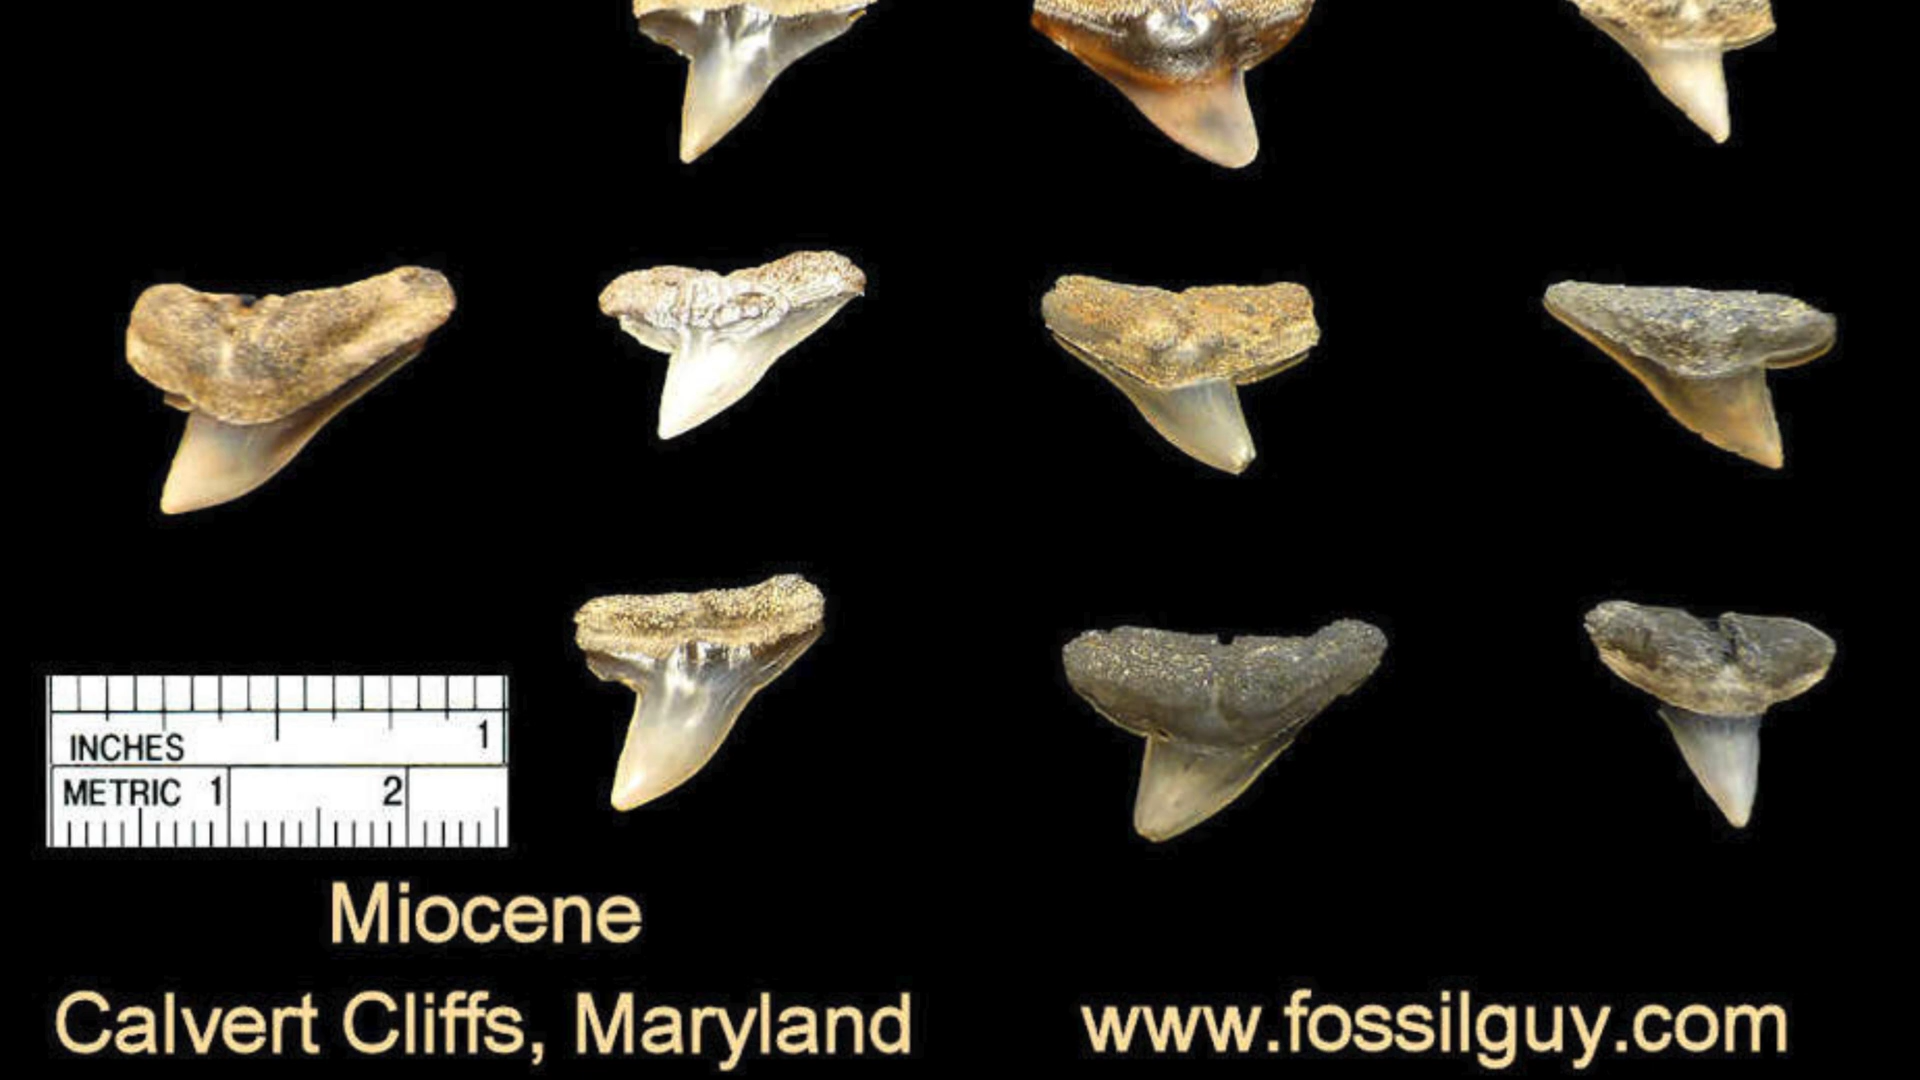 INCHES 1
METRIC 1 2
Miocene
Calvert Cliffs, Maryland
www.fossilguy.com